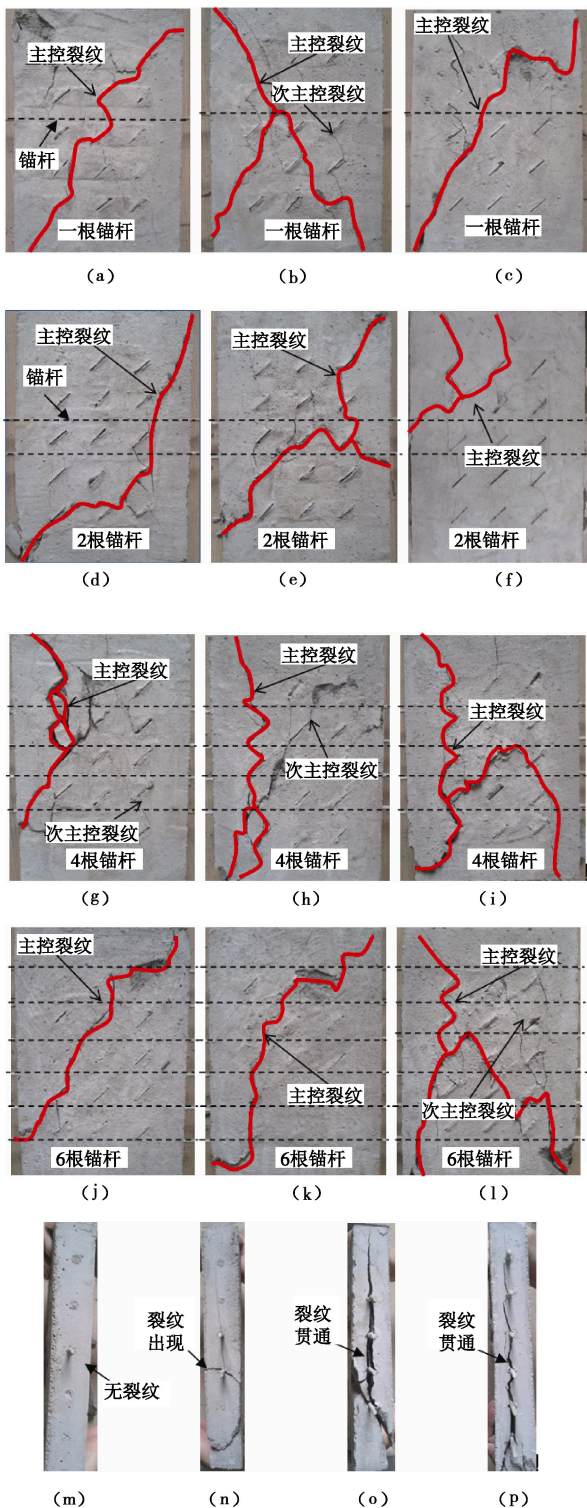 主控裂纹
锚杆
一根锚杆
(a)
主控裂纹
次主控裂纹
一根锚杆
(b)
主控裂纹
一根锚杆
(c)
主控裂纹
锚杆
2根锚杆
(d)
主控裂纹
2根锚杆
(e)
主控裂纹
2根锚杆
(f)
主控裂纹
次主控裂纹
4根锚杆
(g)
主控裂纹
次主控裂纹
4根锚杆
(h)
主控裂纹
4根锚杆
(i)
主控裂纹
6根锚杆
(j)
主控裂纹
6根锚杆
(k)
主控裂纹
次主控裂纹
6根锚杆
(l)
无裂纹
(m)
裂纹
出现
(n)
裂纹
贯通
(o)
裂纹
贯通
(p)